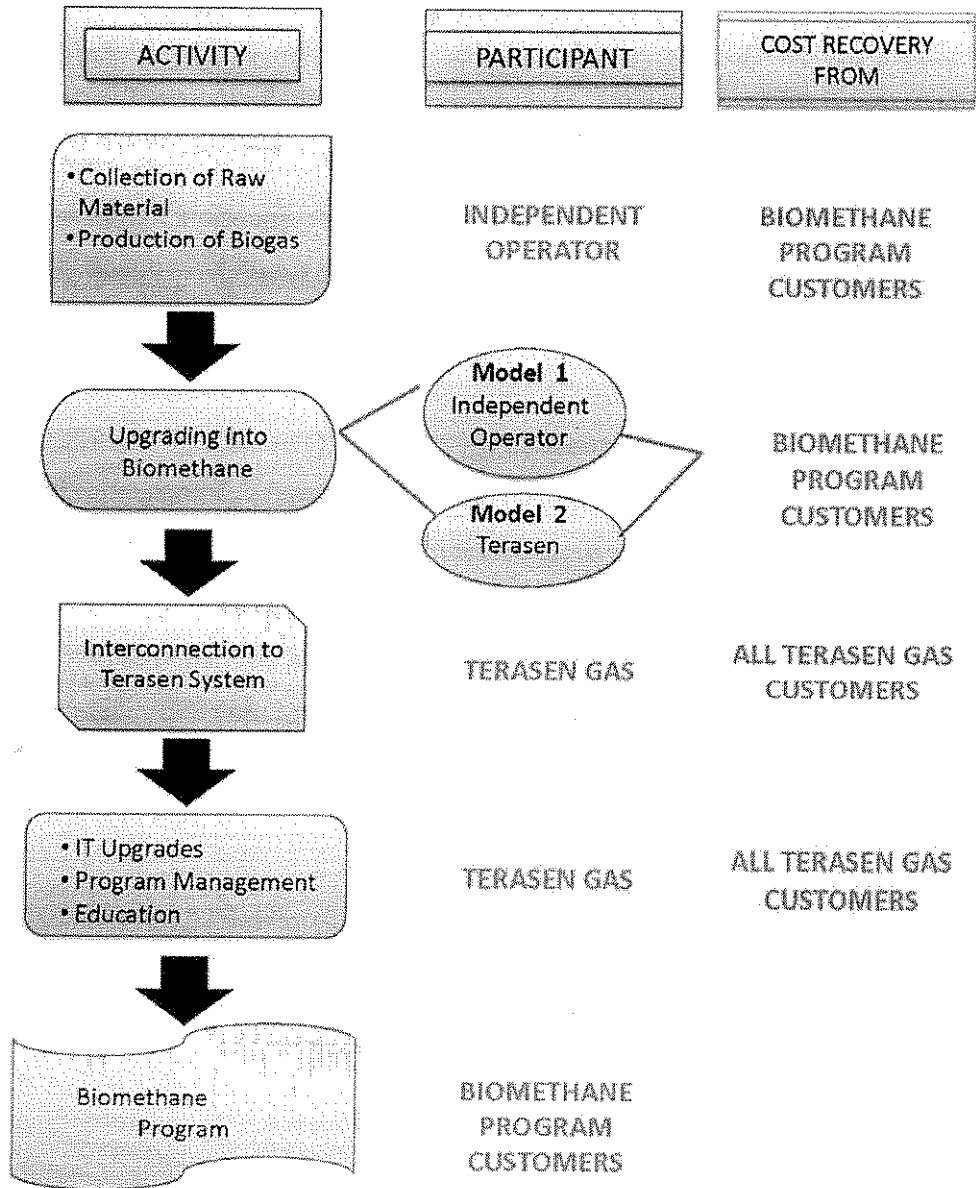 ACTIVITY
PARTICIPANT
COST RECOVERY
FROM
• Collection of Raw
Material
• Production of Biogas
INDEPENDENT
OPERATOR
BIOMETHANE
PROGRAM
CUSTOMERS
Upgrading into
Biomethane
Model 1
Independent
Operator
Model 2
Terasen
BIOMETHANE
PROGRAM
CUSTOMERS
Interconnection to
Terasen System
TERASEN GAS
ALL TERASEN GAS
CUSTOMERS
• IT Upgrades
• Program Management
• Education
TERASEN GAS
ALL TERASEN GAS
CUSTOMERS
Biomethane
Program
BIOMETHANE
PROGRAM
CUSTOMERS